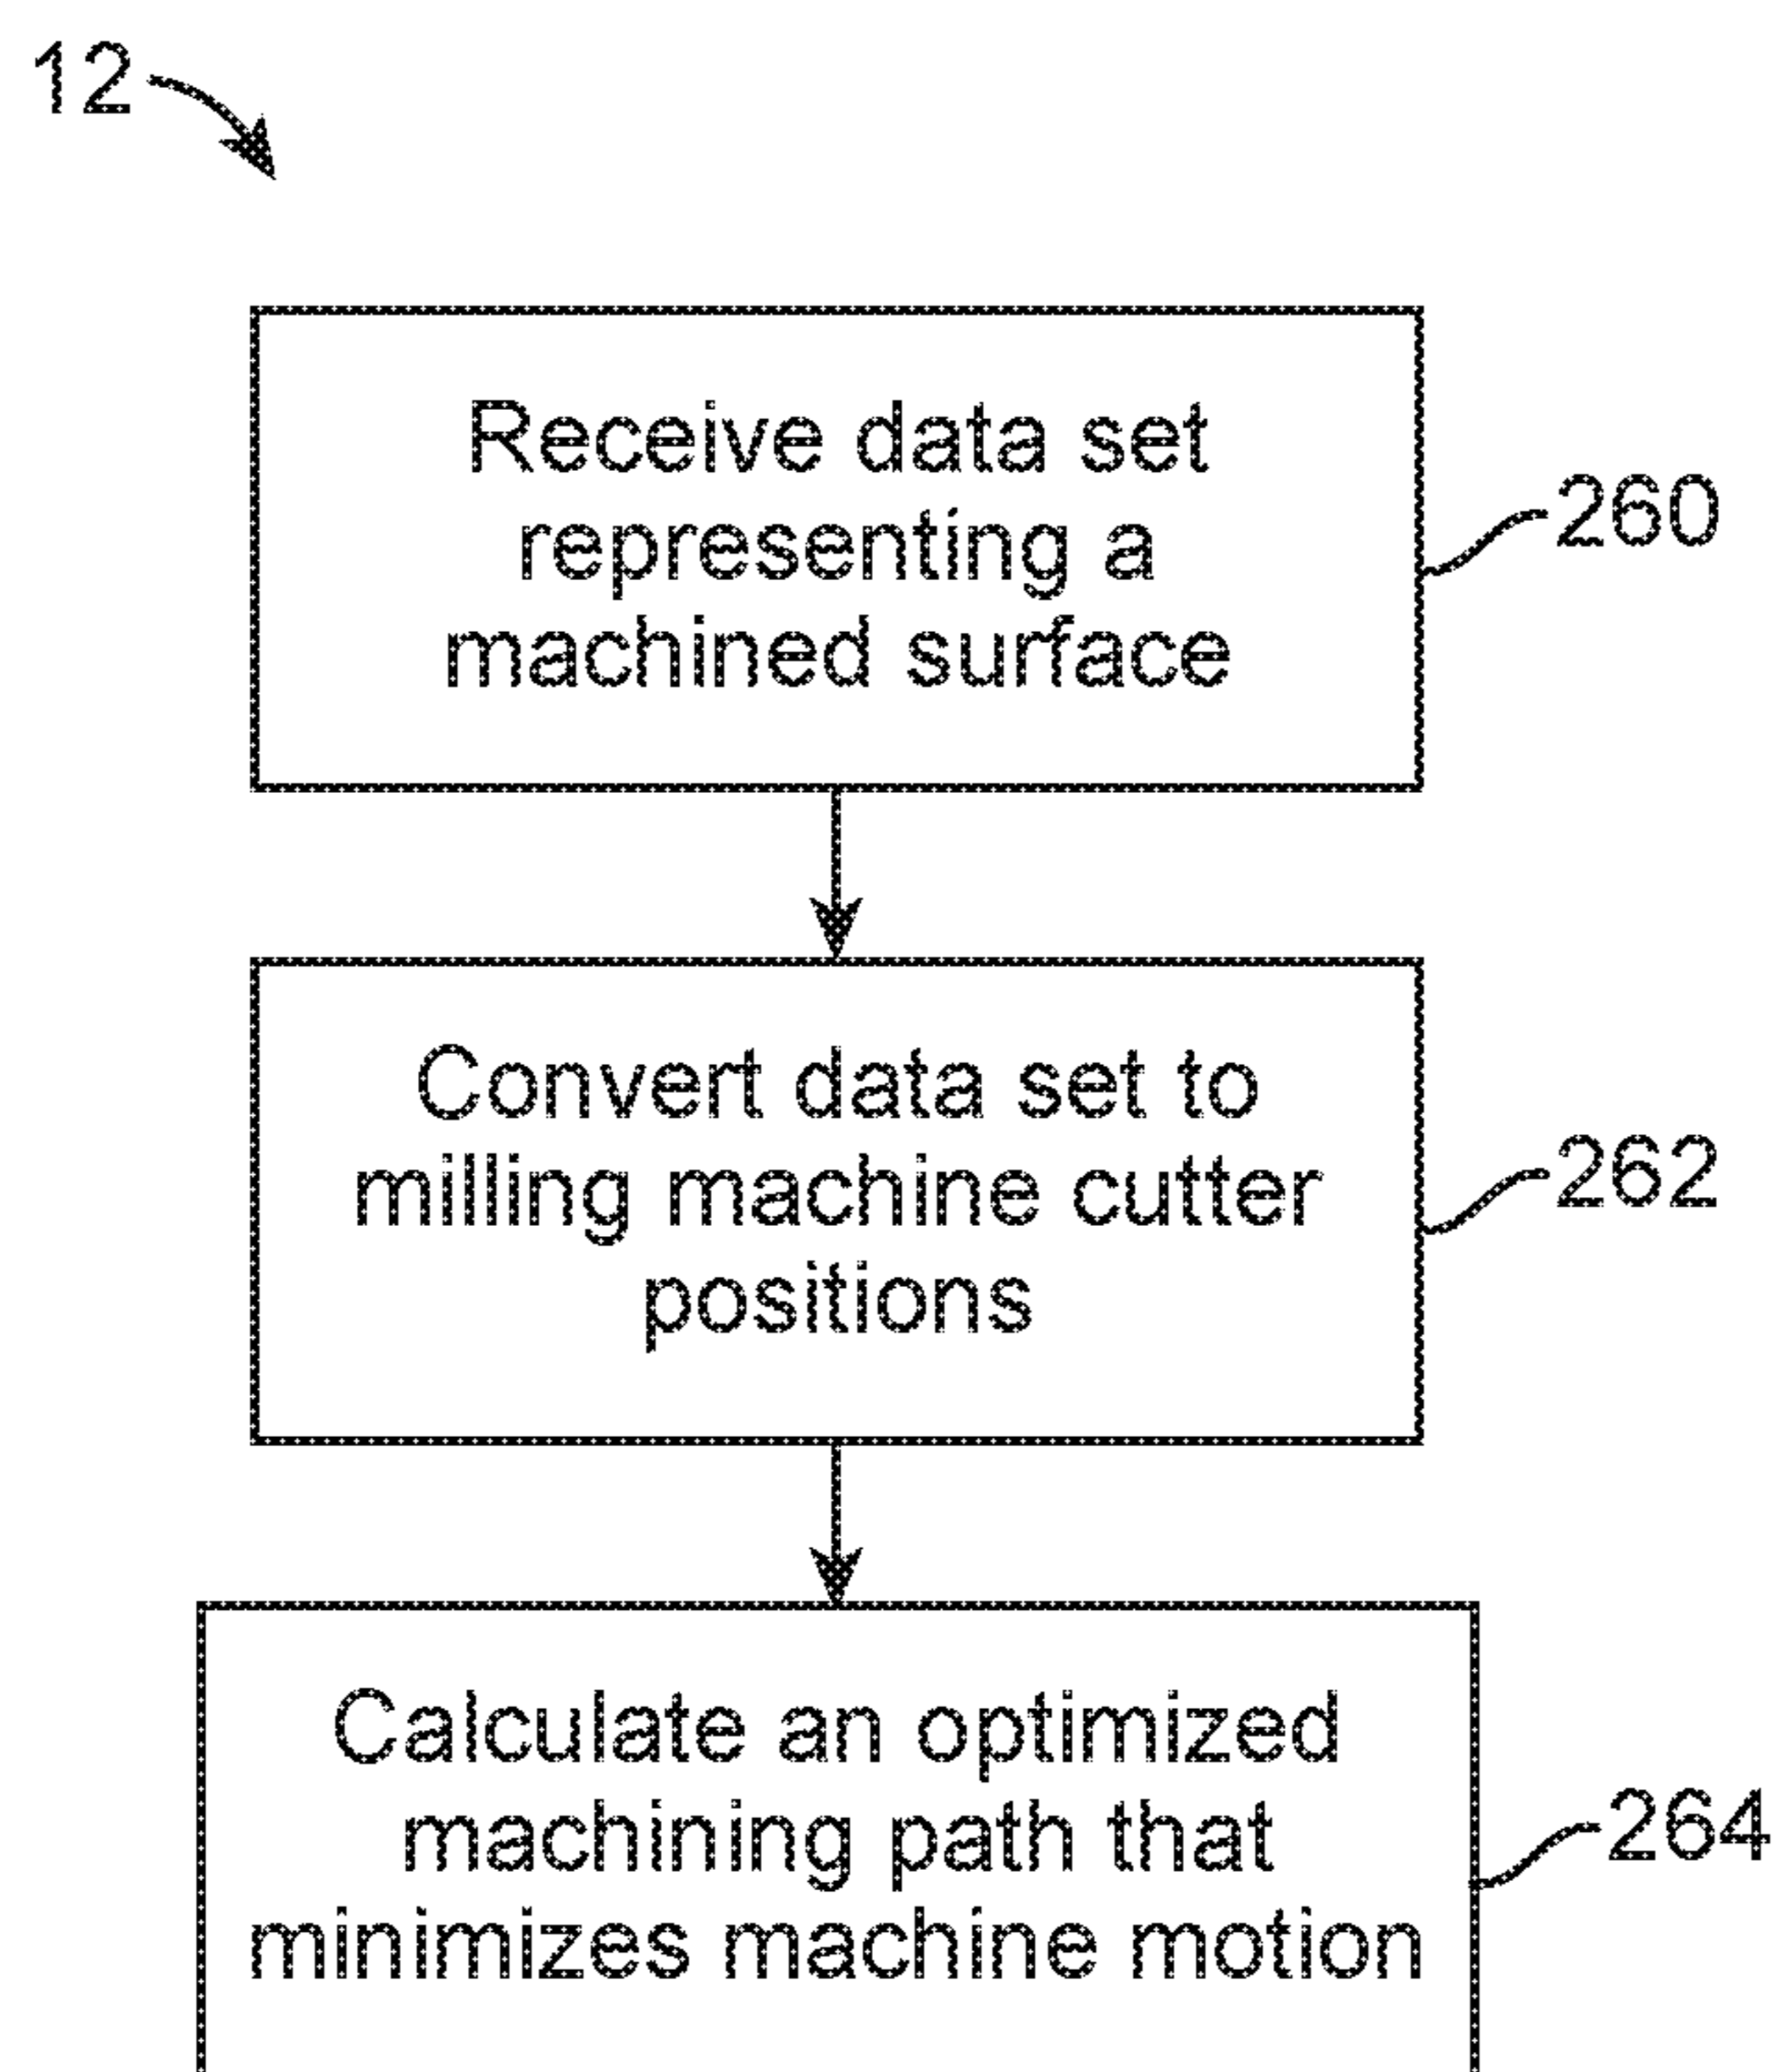 12
Receive data set
representing a
machined surface
260
Convert data set to
milling machine cutter
positions
262
Calculate an optimized
machining path that
minimizes machine motion
264